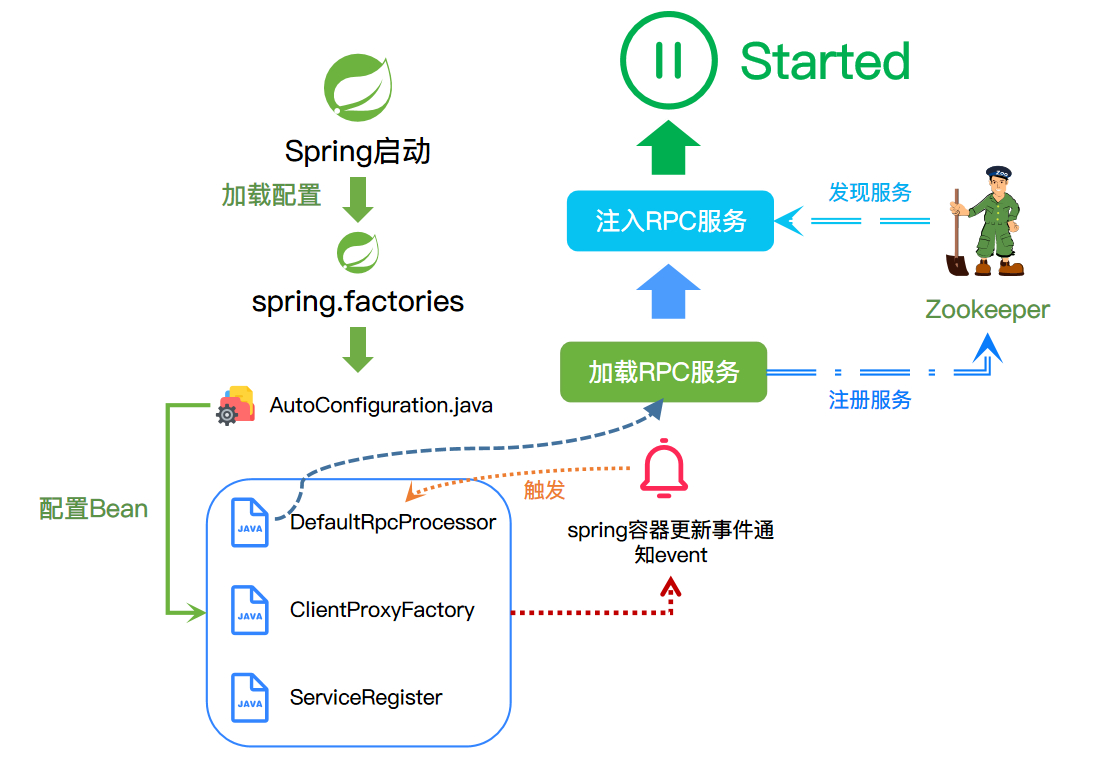 Started
Spring启动
加载配置
spring.factories
AutoConfiguration.java
配置Bean
JAVA
DefaultRpcProcessor
JAVA
ClientProxyFactory
JAVA
ServiceRegister
触发
spring容器更新事件通
知event
加载RPC服务
注册服务
注入RPC服务
发现服务
ZOO
Zookeeper